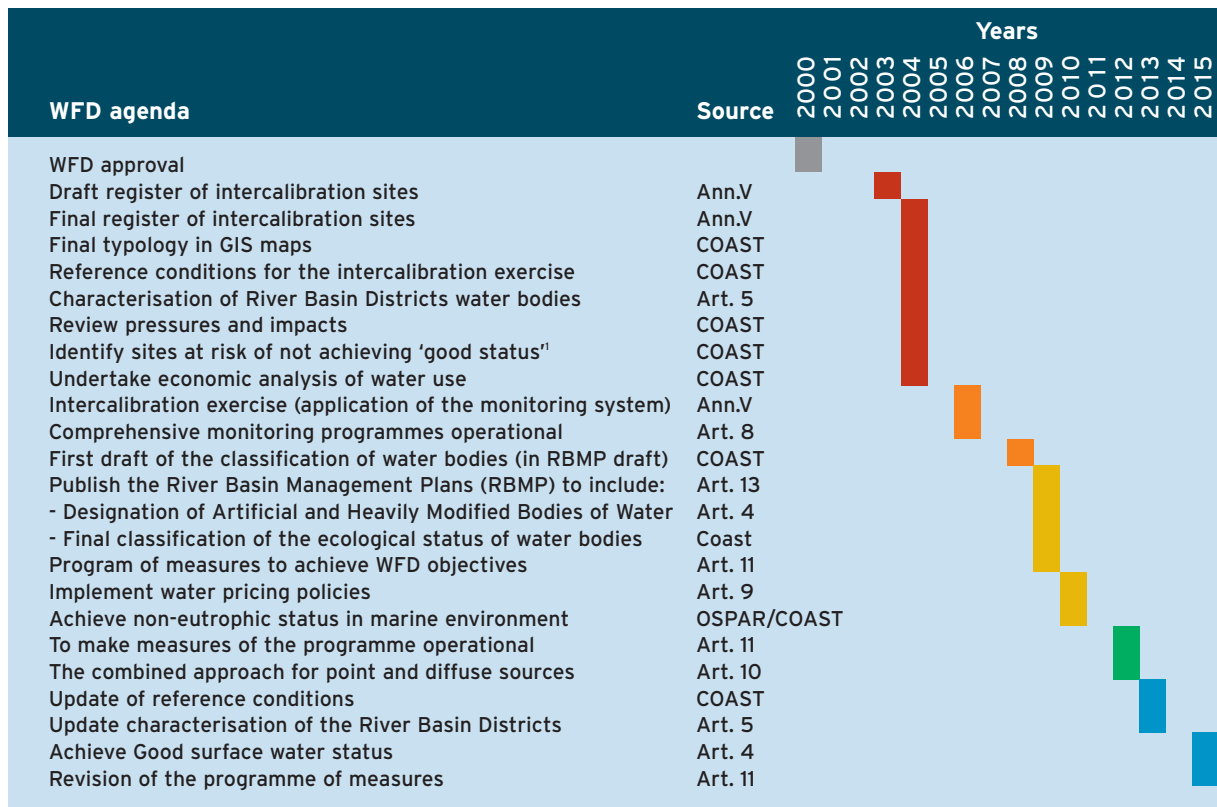 Years
WFD agenda Source 2000 2001 2002 2003 2004 2005 2006 2007 2008 2009 2010 2011 2012 2013 2014 2015
WFD approval
Draft register of intercalibration sites Ann.V
Final register of intercalibration sites Ann.V
Final typology in GIS maps COAST
Reference conditions for the intercalibration exercise COAST
Characterisation of River Basin Districts water bodies Art. 5
Review pressures and impacts COAST
Identify sites at risk of not achieving ‘good status’¹ COAST
Undertake economic analysis of water use COAST
Intercalibration exercise (application of the monitoring system) Ann.V
Comprehensive monitoring programmes operational Art. 8
First draft of the classification of water bodies (in RBMP draft) COAST
Publish the River Basin Management Plans (RBMP) to include: Art. 13
- Designation of Artificial and Heavily Modified Bodies of Water Art. 4
- Final classification of the ecological status of water bodies Coast
Program of measures to achieve WFD objectives Art. 11
Implement water pricing policies Art. 9
Achieve non-eutrophic status in marine environment OSPAR/COAST
To make measures of the programme operational Art. 11
The combined approach for point and diffuse sources Art. 10
Update of reference conditions COAST
Update characterisation of the River Basin Districts Art. 5
Achieve Good surface water status Art. 4
Revision of the programme of measures Art. 11